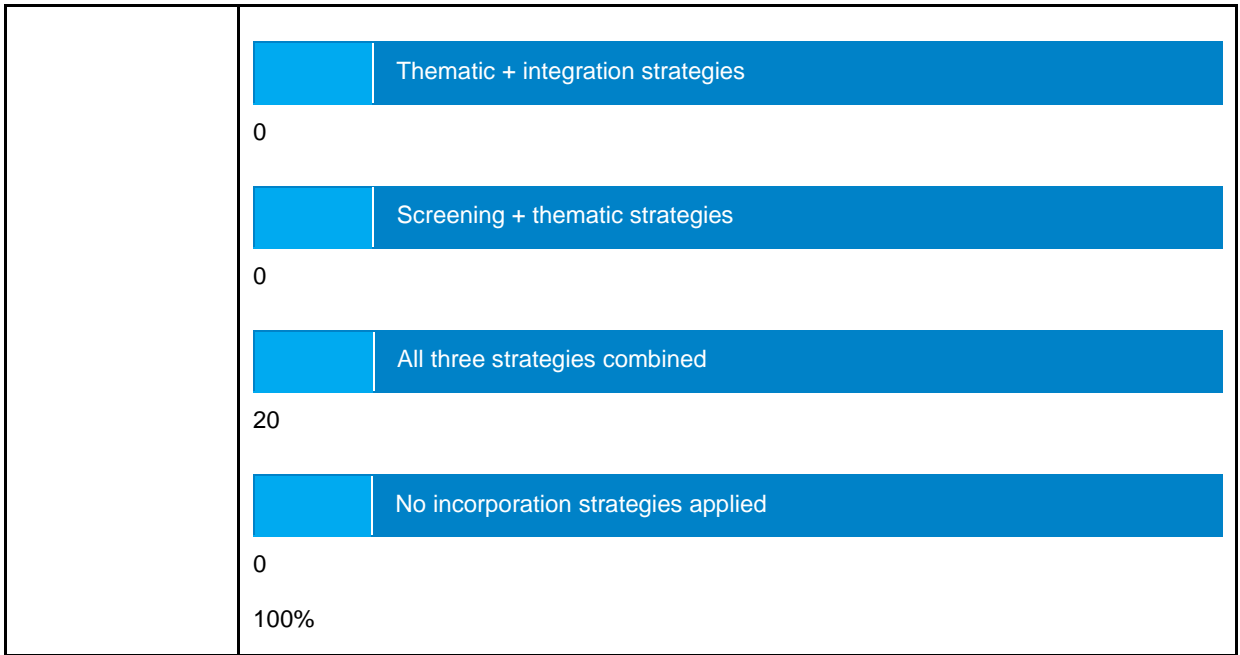 Thematic + integration strategies
0
Screening + thematic strategies
0
All three strategies combined
20
No incorporation strategies applied
0
100%